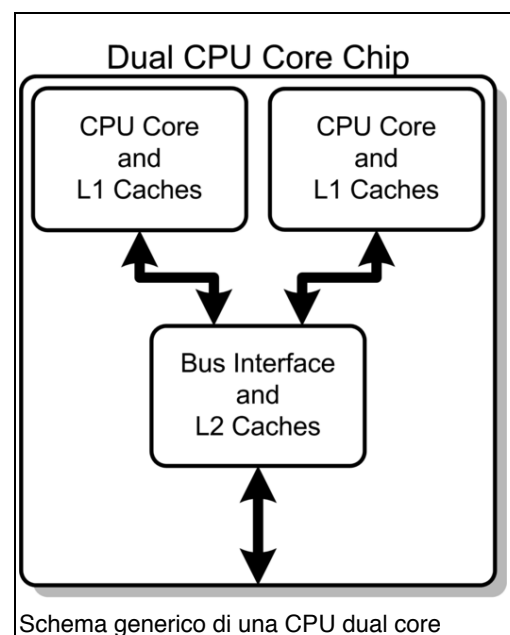 Dual CPU Core Chip
CPU Core
and
L1 Caches
CPU Core
and
L1 Caches
Bus Interface
and
L2 Caches
Schema generico di una CPU dual core